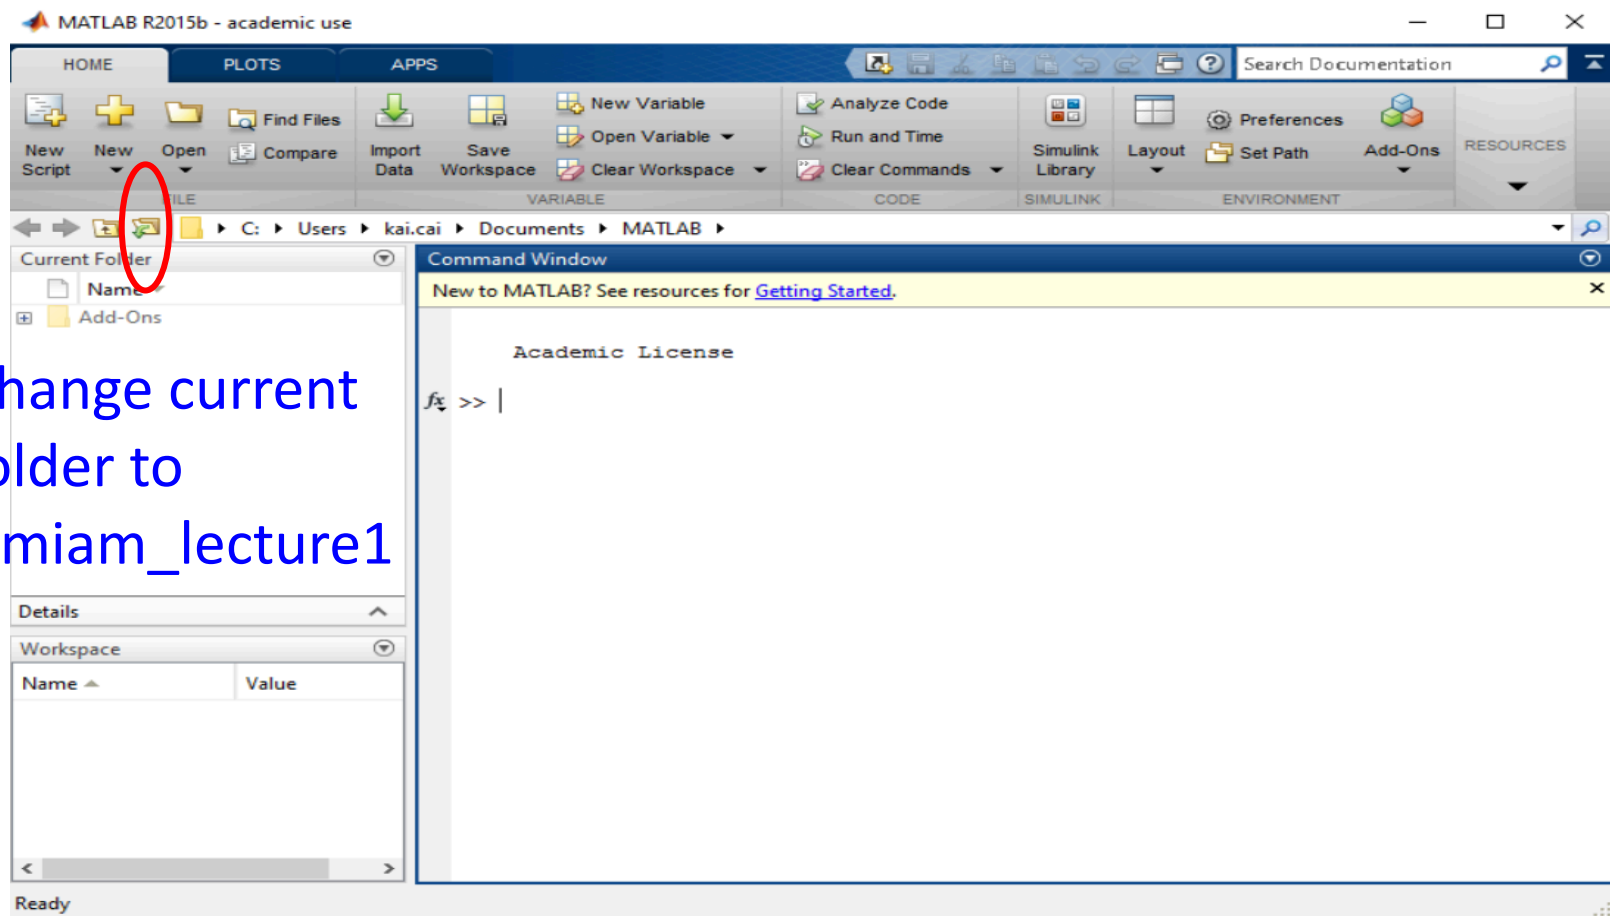 MATLAB R2015b - academic use
HOME PLOTS APPS
Search Documentation
New Script
New
Open
Find Files
Compare
FILE
Import Data
Save Workspace
New Variable
Open Variable
Clear Workspace
VARIABLE
Analyze Code
Run and Time
Clear Commands
CODE
Simulink Library
SIMULINK
Layout
Preferences
Set Path
Add-Ons
ENVIRONMENT
RESOURCES
C: Users kai.cai Documents MATLAB
Current Folder
Name
Add-Ons
hange current
older to
miam_lecture1
Details
Workspace
Name Value
Command Window
New to MATLAB? See resources for Getting Started.
Academic License
fx >>
Ready